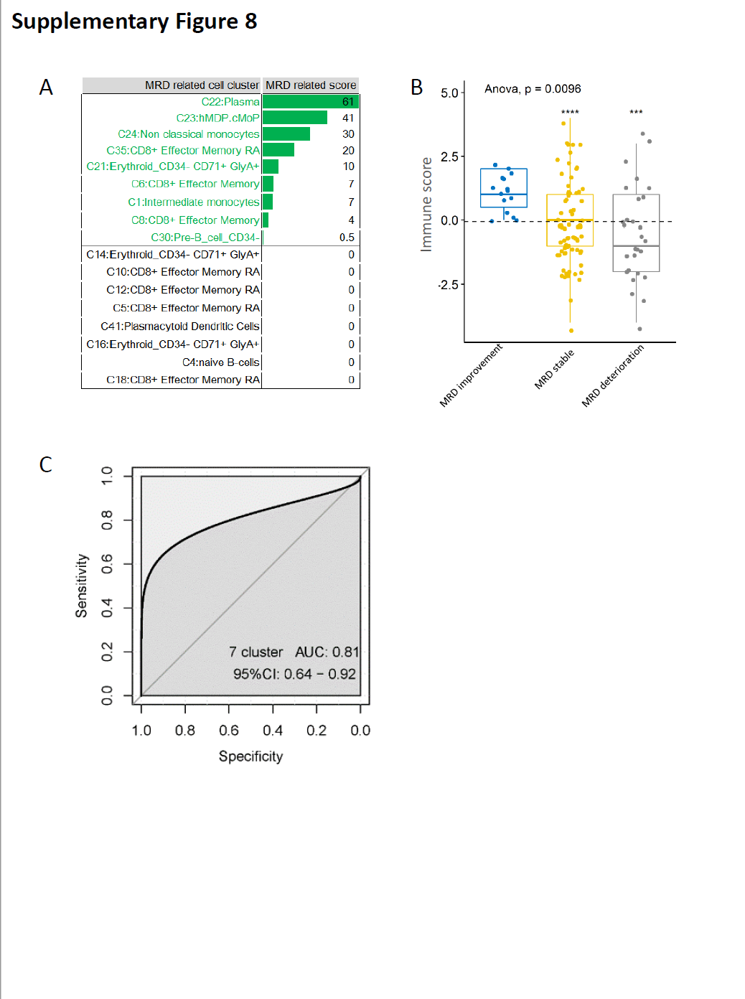 Supplementary Figure 8
A
MRD related cell cluster MRD related score
C22:Plasma 61
C23:hMDP.cMoP 41
C24:Non classical monocytes 30
C35:CD8+ Effector Memory RA 20
C21:Erythroid_CD34- CD71+ GlyA+ 10
C6:CD8+ Effector Memory 7
C1:Intermediate monocytes 7
C8:CD8+ Effector Memory 4
C30:Pre-B_cell_CD34- 0.5
C14:Erythroid_CD34- CD71+ GlyA+ 0
C10:CD8+ Effector Memory RA 0
C12:CD8+ Effector Memory RA 0
C5:CD8+ Effector Memory RA 0
C41:Plasmacytoid Dendritic Cells 0
C16:Erythroid_CD34- CD71+ GlyA+ 0
C4:naive B-cells 0
C18:CD8+ Effector Memory RA 0
B
Anova, p = 0.0096
**** ***
Immune score
5.0
2.5
0.0
-2.5
MRD improvement
MRD stable
MRD deterioration
C
Sensitivity
1.0
0.8
0.6
0.4
0.2
0.0
7 cluster AUC: 0.81
95%CI: 0.64 − 0.92
1.0 0.8 0.6 0.4 0.2 0.0
Specificity